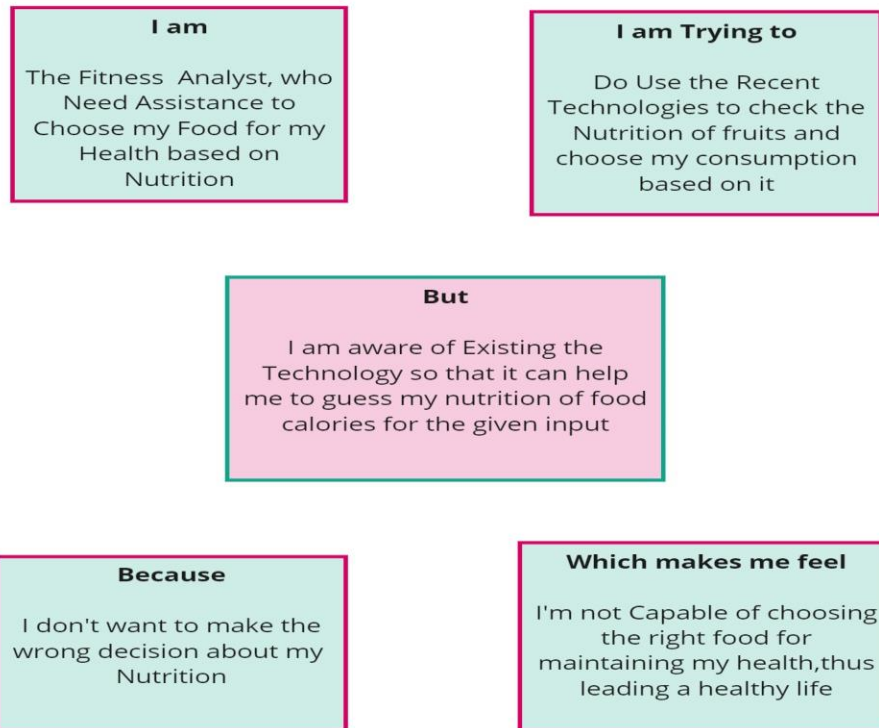 I am
The Fitness Analyst, who
Need Assistance to
Choose my Food for my
Health based on
Nutrition
I am Trying to
Do Use the Recent
Technologies to check the
Nutrition of fruits and
choose my consumption
based on it
But
I am aware of Existing the
Technology so that it can help
me to guess my nutrition of food
calories for the given input
Because
I don't want to make the
wrong decision about my
Nutrition
Which makes me feel
I'm not Capable of choosing
the right food for
maintaining my health,thus
leading a healthy life